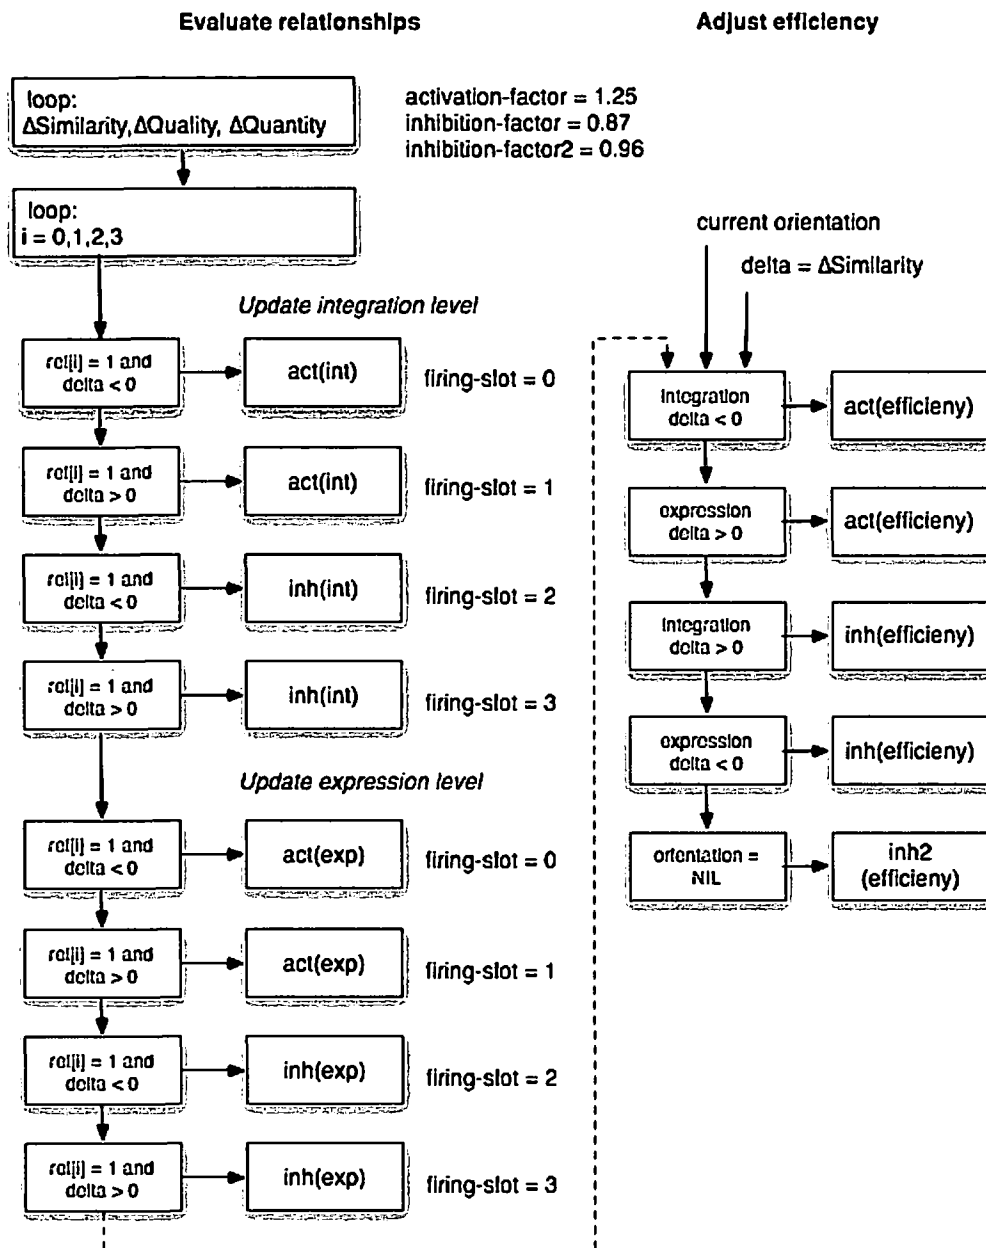 Evaluate relationships
loop:
ΔSimilarity,ΔQuality, ΔQuantity
activation-factor = 1.25
inhibition-factor = 0.87
inhibition-factor2 = 0.96
loop:
i = 0,1,2,3
Update integration level
rel[i] = 1 and
delta < 0
act(int)
firing-slot = 0
rel[i] = 1 and
delta > 0
act(int)
firing-slot = 1
rel[i] = 1 and
delta < 0
inh(int)
firing-slot = 2
rel[i] = 1 and
delta > 0
inh(int)
firing-slot = 3
Update expression level
rel[i] = 1 and
delta < 0
act(exp)
firing-slot = 0
rel[i] = 1 and
delta > 0
act(exp)
firing-slot = 1
rel[i] = 1 and
delta < 0
inh(exp)
firing-slot = 2
rel[i] = 1 and
delta > 0
inh(exp)
firing-slot = 3
Adjust efficiency
current orientation
delta = ΔSimilarity
integration
delta < 0
act(efficieny)
expression
delta > 0
act(efficieny)
integration
delta > 0
inh(efficieny)
expression
delta < 0
inh(efficieny)
orientation =
NIL
inh2
(efficieny)